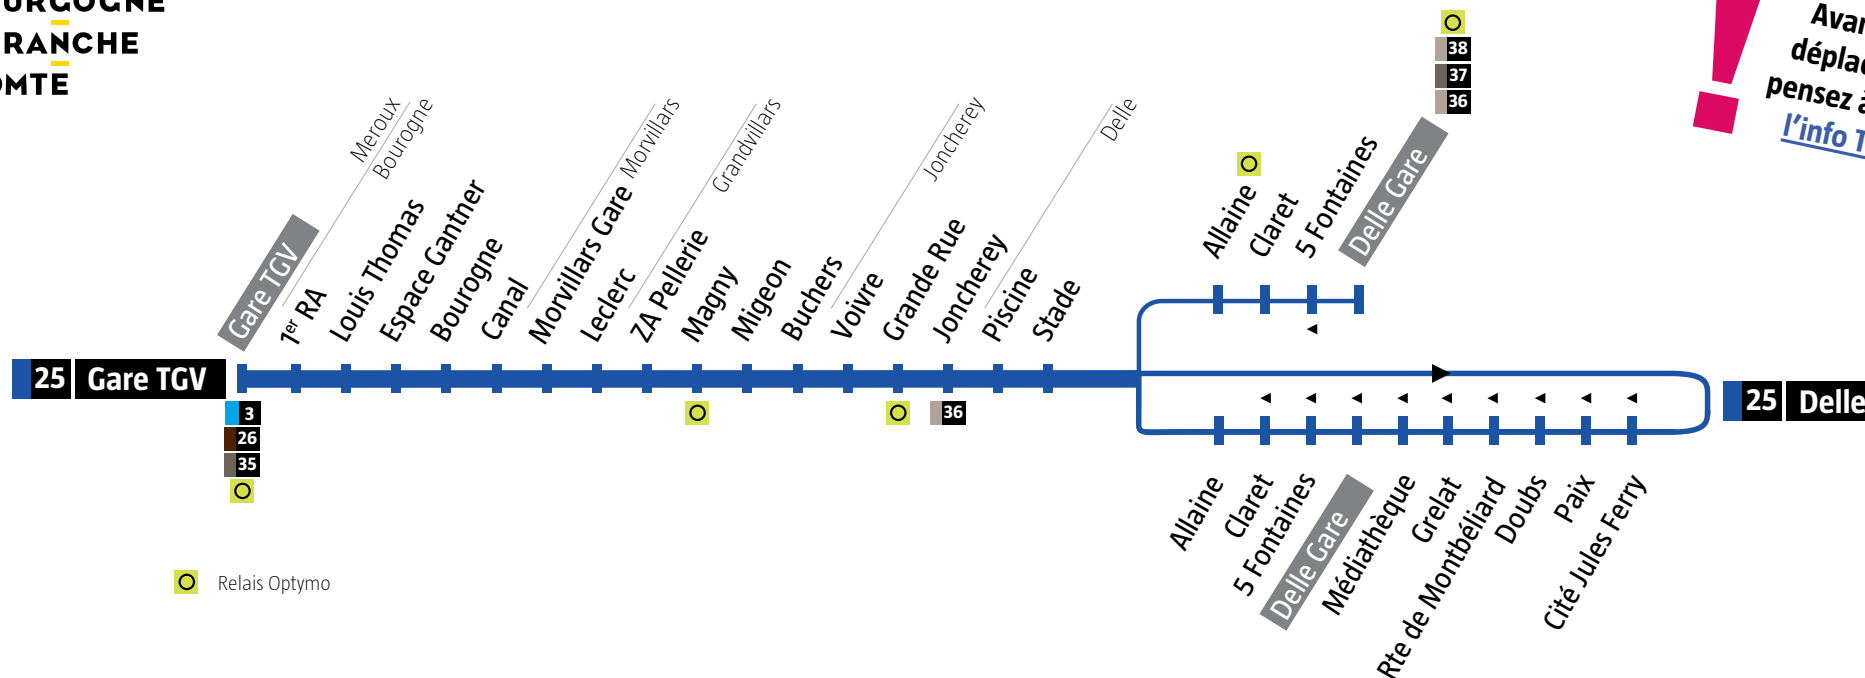 RANCHE
38
37
36
Meroux
Bourogne
Morvillars
Grandvillars
Joncherey
Delle
Gare TGV
1er RA
Louis Thomas
Espace Gantner
Bourogne
Canal
Morvillars Gare
Leclerc
ZA Pellerie
Magny
Migeon
Buchers
Voivre
Grande Rue
Joncherey
Piscine
Stade
Allaine
Claret
5 Fontaines
Delle Gare
pensez à
l'info T
25 Gare TGV
3
26
35
36
25 Delle
Allaine
Claret
5 Fontaines
Delle Gare
Médiathèque
Grelat
Rte de Montbéliard
Doubs
Paix
Cité Jules Ferry
Relais Optymo